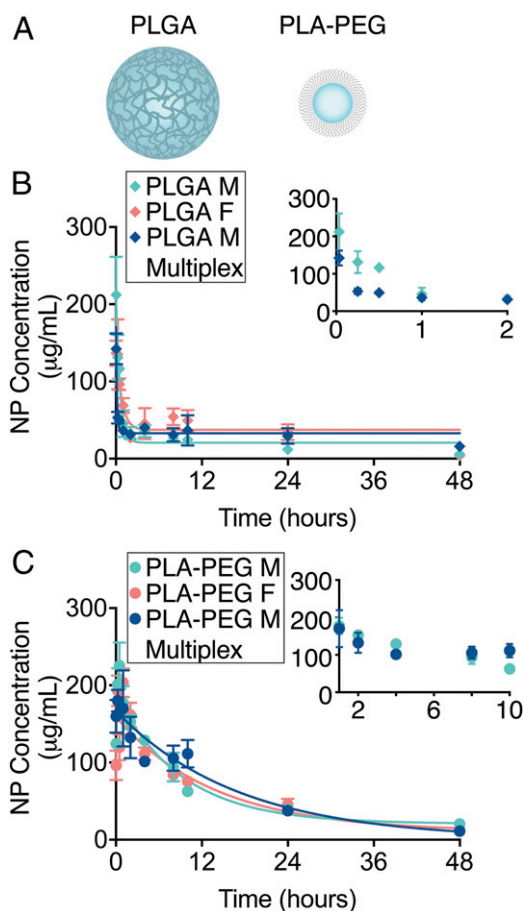 A
PLGA PLA-PEG
B
PLGA M
PLGA F
PLGA M
Multiplex
300
200
100
0
NP Concentration
(µg/mL)
0 12 24 36 48
Time (hours)
300
200
100
0
0 1 2
C
PLA-PEG M
PLA-PEG F
PLA-PEG M
Multiplex
300
200
100
0
NP Concentration
(µg/mL)
0 12 24 36 48
Time (hours)
300
200
100
0
2 4 6 8 10